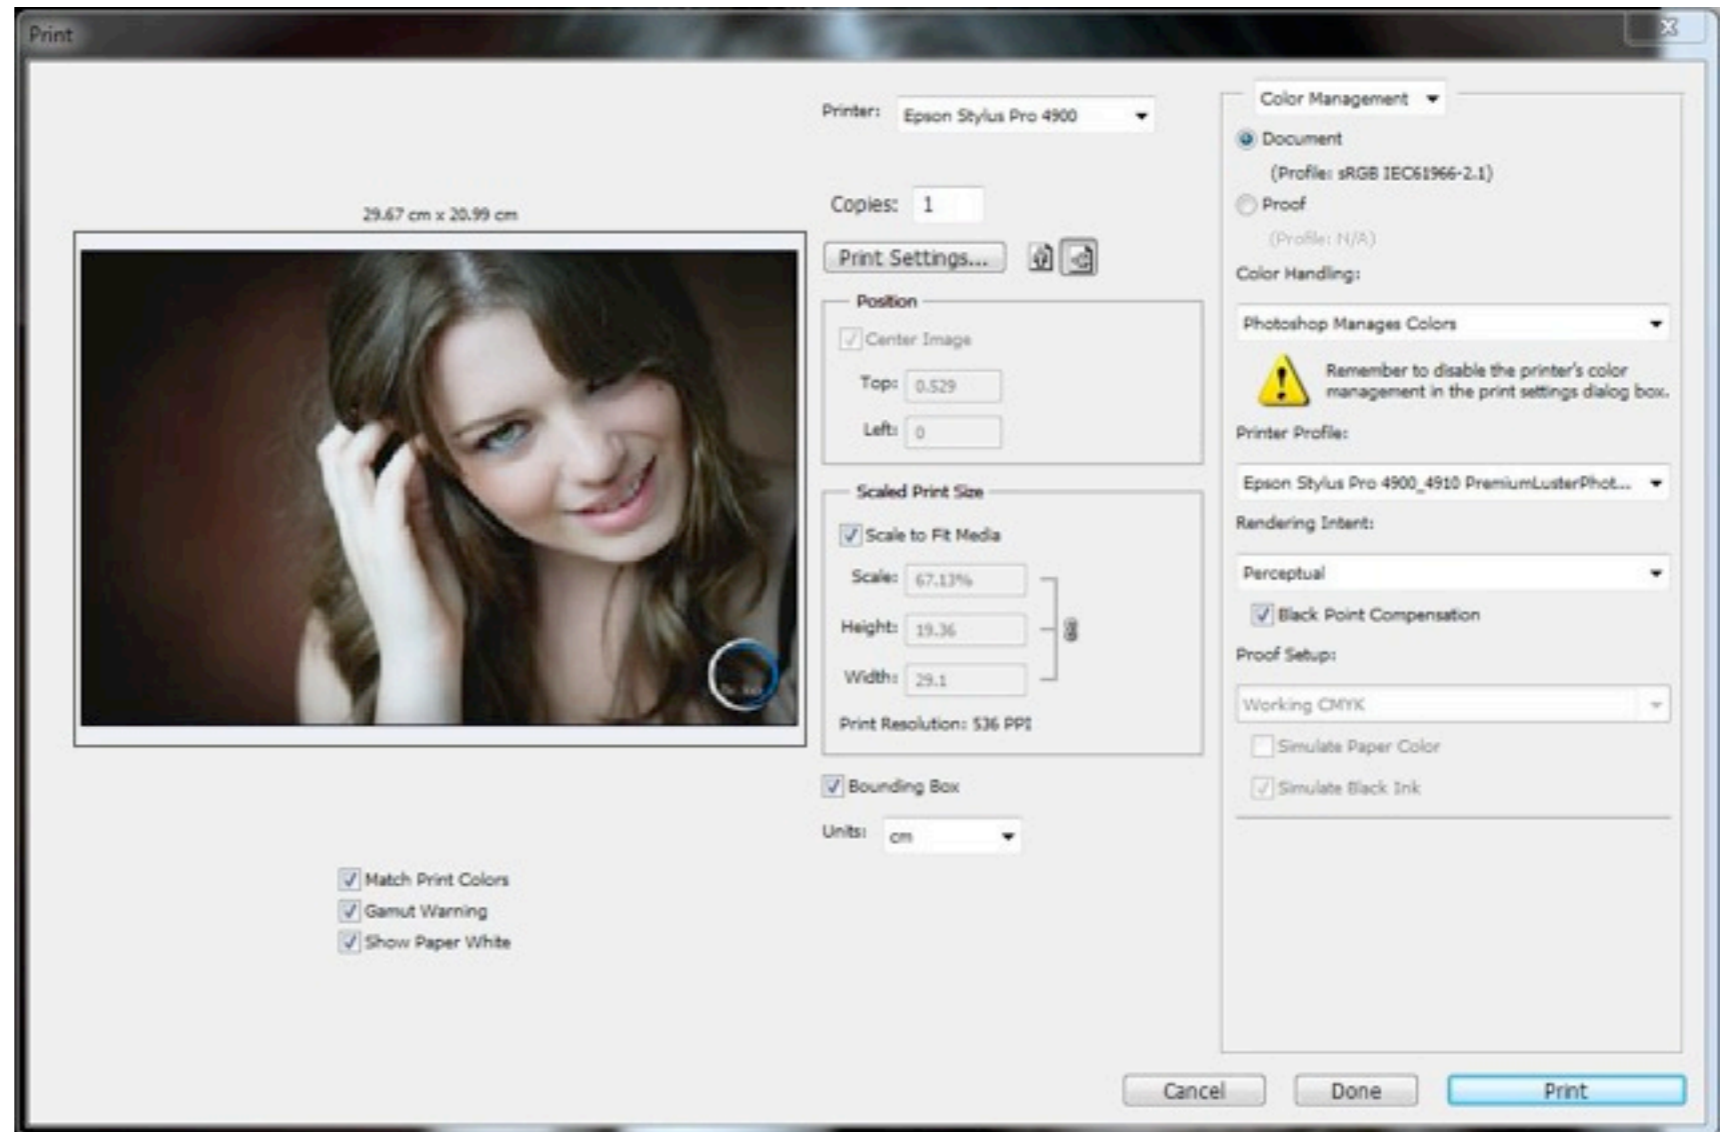 Print
Printer: Epson Stylus Pro 4900
Copies: 1
29.67 cm x 20.99 cm
Print Settings...
Position
Center Image
Top: 0.529
Left: 0
Scaled Print Size
Scale to Fit Media
Scale: 67.13%
Height: 19.36
Width: 29.1
Print Resolution: 536 PPI
Bounding Box
Units: cm
Match Print Colors
Gamut Warning
Show Paper White
Color Management
Document
(Profile: sRGB IEC61966-2.1)
Proof
(Profile: N/A)
Color Handling:
Photoshop Manages Colors
Remember to disable the printer's color
management in the print settings dialog box.
Printer Profile:
Epson Stylus Pro 4900_4910 PremiumLusterPhot...
Rendering Intent:
Perceptual
Black Point Compensation
Proof Setup:
Working CMYK
Simulate Paper Color
Simulate Black Ink
Cancel
Done
Print